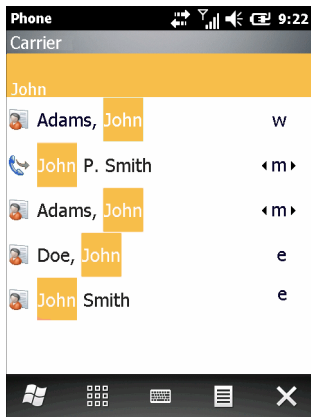 Phone 9:22
Carrier
John
Adams, John w
John P. Smith m
Adams, John m
Doe, John e
John Smith e